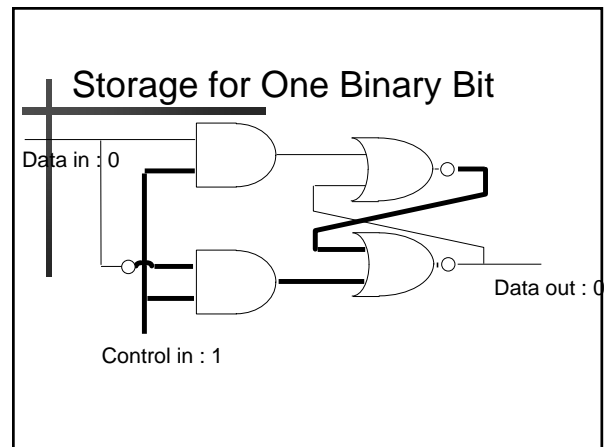 Storage for One Binary Bit
Data in : 0
Data out : 0
Control in : 1